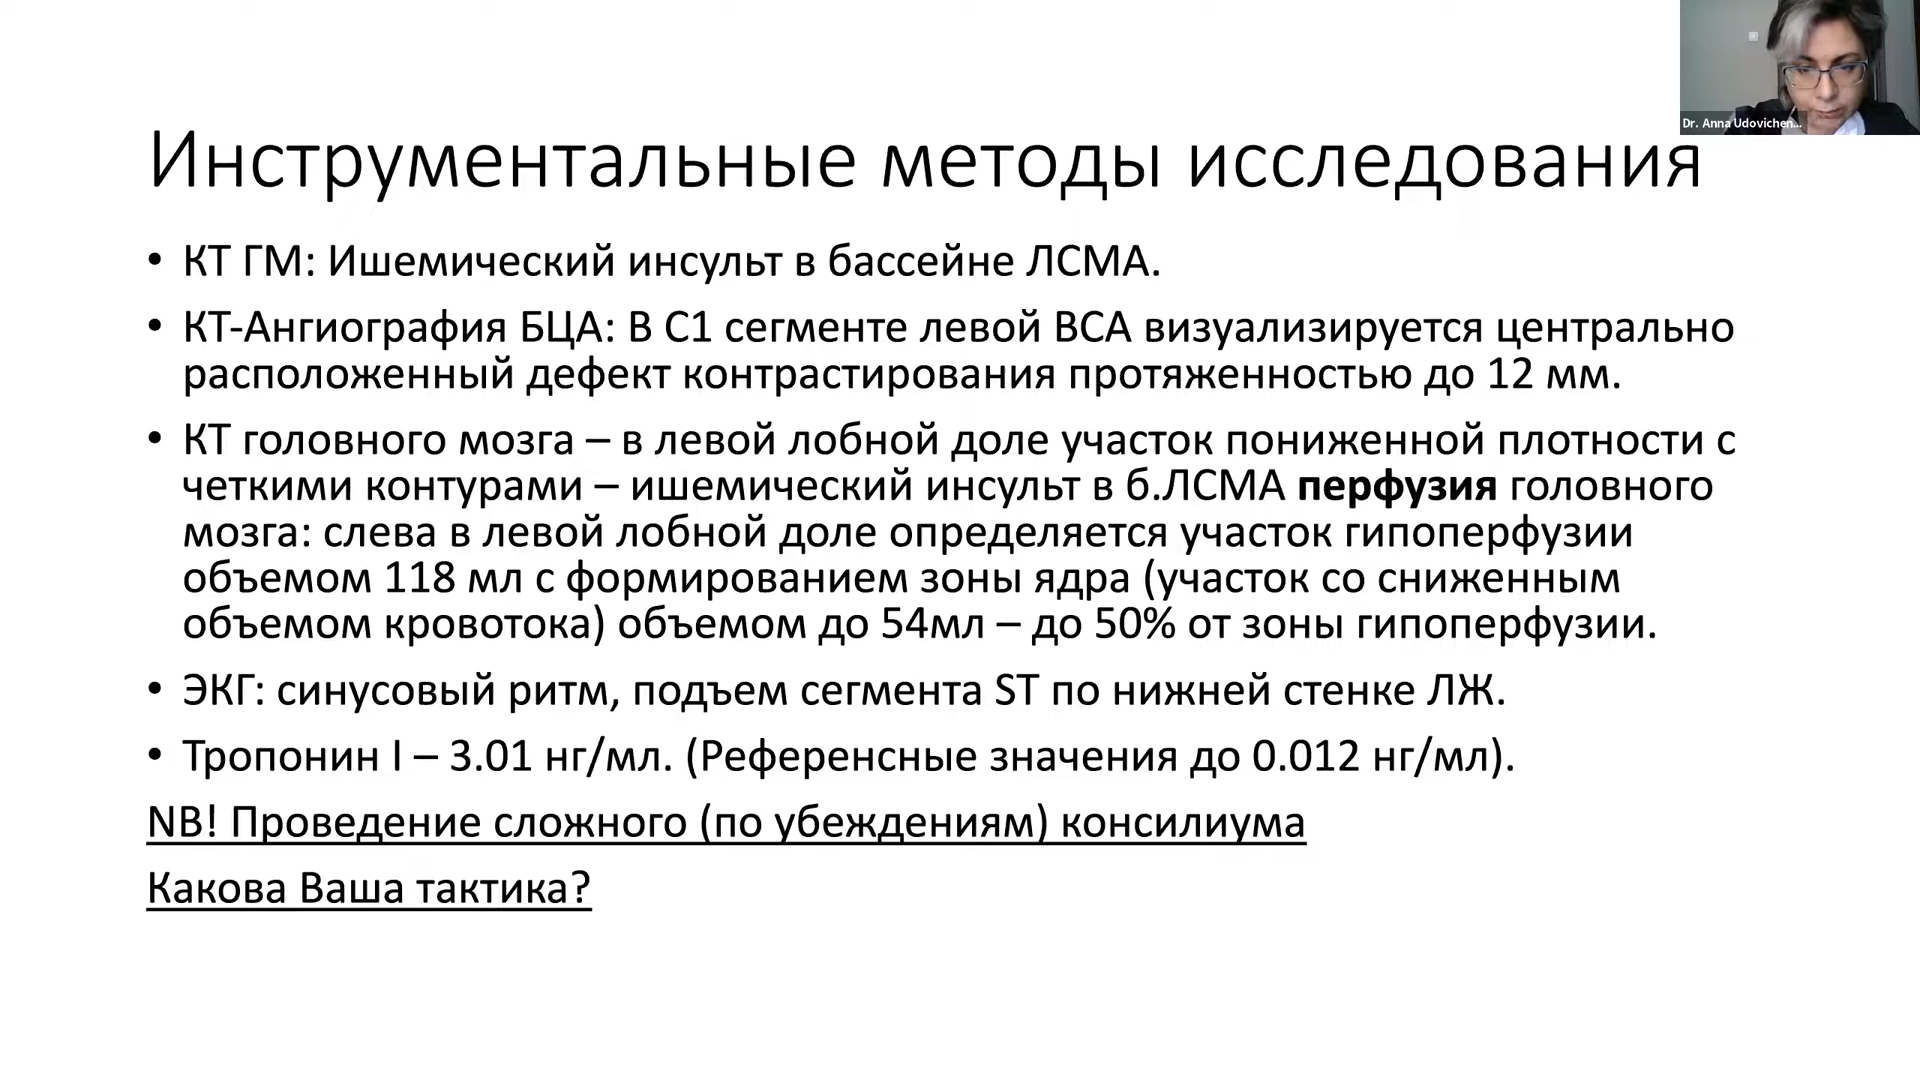 Dr. Anna Udovichen...
Инструментальные методы исследования
• КТ ГМ: Ишемический инсульт в бассейне ЛСМА.
• КТ-Ангиография БЦА: В С1 сегменте левой ВСА визуализируется центрально
расположенный дефект контрастирования протяженностью до 12 мм.
• КТ головного мозга – в левой лобной доле участок пониженной плотности с
четкими контурами – ишемический инсульт в б.ЛСМА перфузия головного
мозга: слева в левой лобной доле определяется участок гипоперфузии
объемом 118 мл с формированием зоны ядра (участок со сниженным
объемом кровотока) объемом до 54мл – до 50% от зоны гипоперфузии.
• ЭКГ: синусовый ритм, подъем сегмента ST по нижней стенке ЛЖ.
• Тропонин I – 3.01 нг/мл. (Референсные значения до 0.012 нг/мл).
NB! Проведение сложного (по убеждениям) консилиума
Какова Ваша тактика?